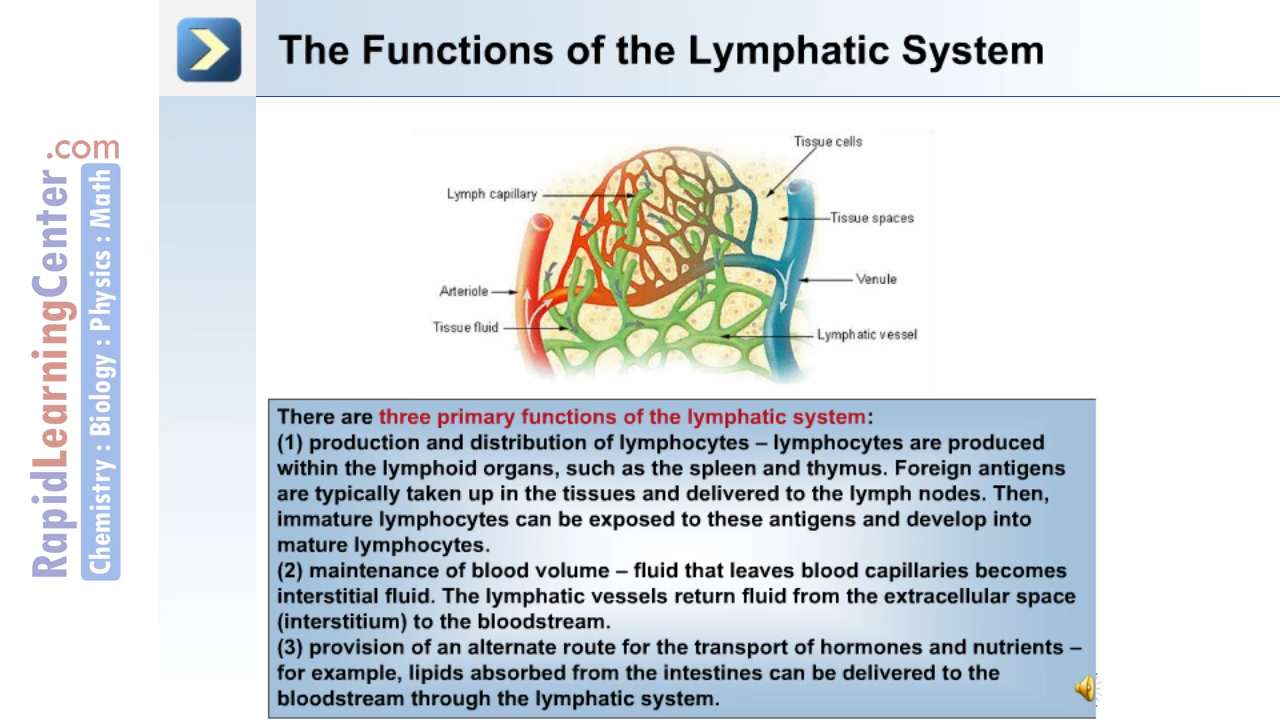 The Functions of the Lymphatic System
RapidLearningCenter.com
Chemistry : Biology : Physics : Math
Tissue cells
Lymph capillary
Tissue spaces
Venule
Arteriole
Tissue fluid
Lymphatic vessel
There are three primary functions of the lymphatic system:
(1) production and distribution of lymphocytes – lymphocytes are produced
within the lymphoid organs, such as the spleen and thymus. Foreign antigens
are typically taken up in the tissues and delivered to the lymph nodes. Then,
immature lymphocytes can be exposed to these antigens and develop into
mature lymphocytes.
(2) maintenance of blood volume – fluid that leaves blood capillaries becomes
interstitial fluid. The lymphatic vessels return fluid from the extracellular space
(interstitium) to the bloodstream.
(3) provision of an alternate route for the transport of hormones and nutrients –
for example, lipids absorbed from the intestines can be delivered to the
bloodstream through the lymphatic system.